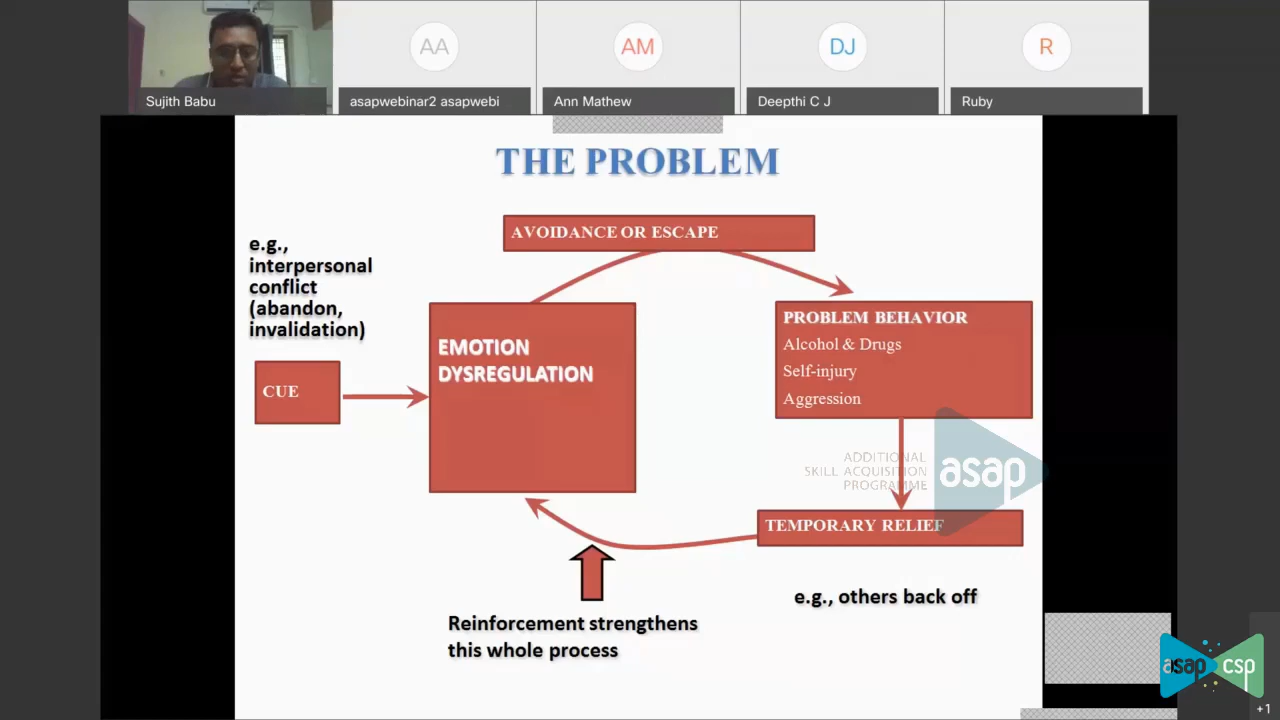 AA
AM
DJ
R
Sujith Babu
asapwebinar2 asapwebi
Ann Mathew
Deepthi C J
Ruby
THE PROBLEM
AVOIDANCE OR ESCAPE
e.g.,
interpersonal
conflict
(abandon,
invalidation)
CUE
EMOTION
DYSREGULATION
PROBLEM BEHAVIOR
Alcohol & Drugs
Self-injury
Aggression
ADDITIONAL
SKILL ACQUISITION
PROGRAMME
asap
TEMPORARY RELIEF
e.g., others back off
Reinforcement strengthens
this whole process
asap csp
+1